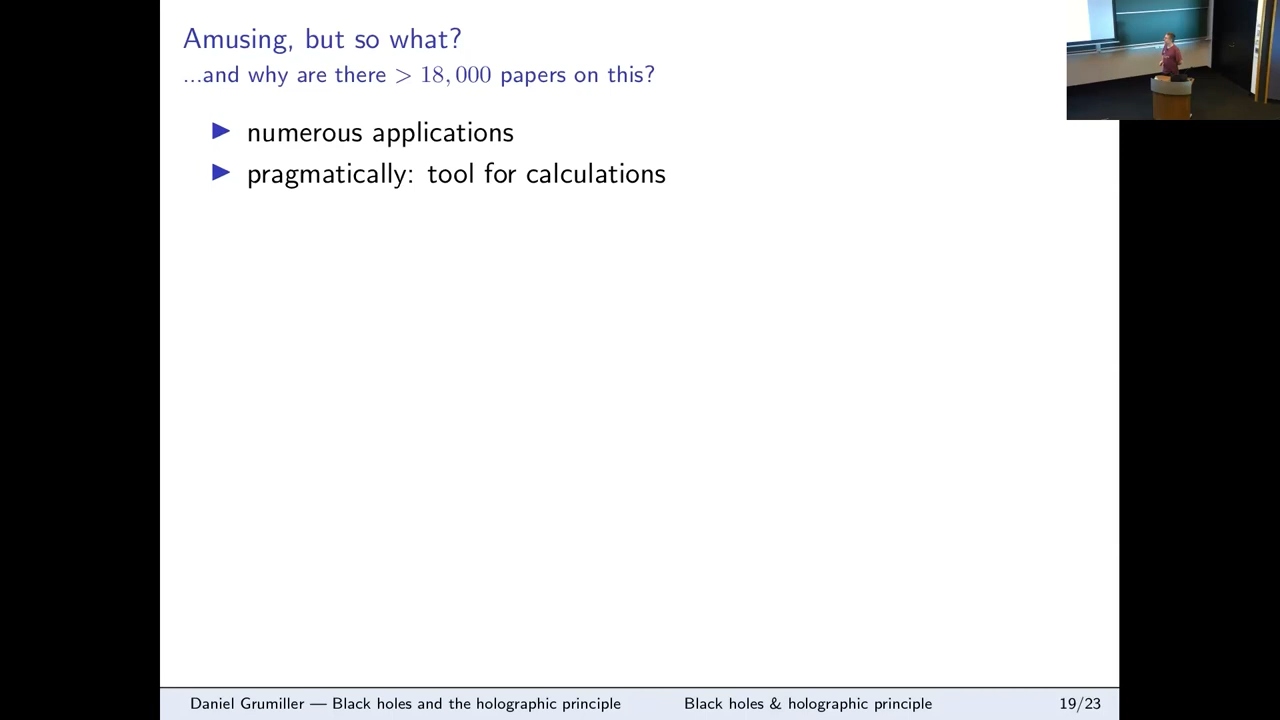 Amusing, but so what?
...and why are there > 18,000 papers on this?
▶ numerous applications
▶ pragmatically: tool for calculations
Daniel Grumiller — Black holes and the holographic principle Black holes & holographic principle 19/23